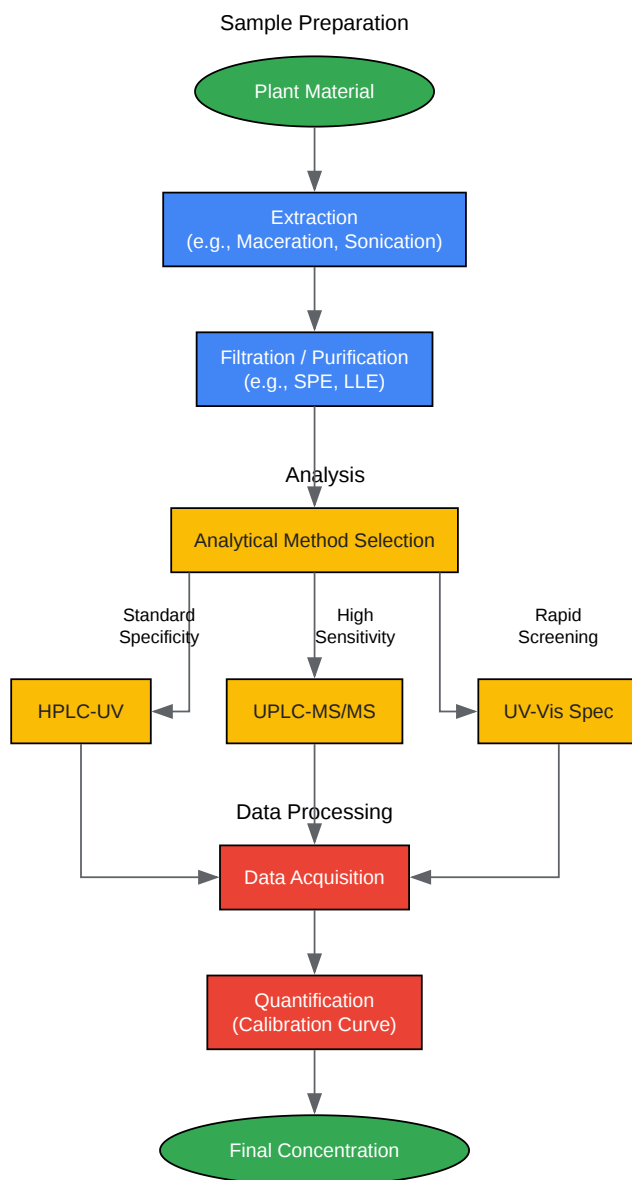 Sample Preparation
Plant Material
Extraction
(e.g., Maceration, Sonication)
Filtration / Purification
(e.g., SPE, LLE)
Analysis
Analytical Method Selection
Standard
Specificity
High
Sensitivity
Rapid
Screening
HPLC-UV
UPLC-MS/MS
UV-Vis Spec
Data Processing
Data Acquisition
Quantification
(Calibration Curve)
Final Concentration